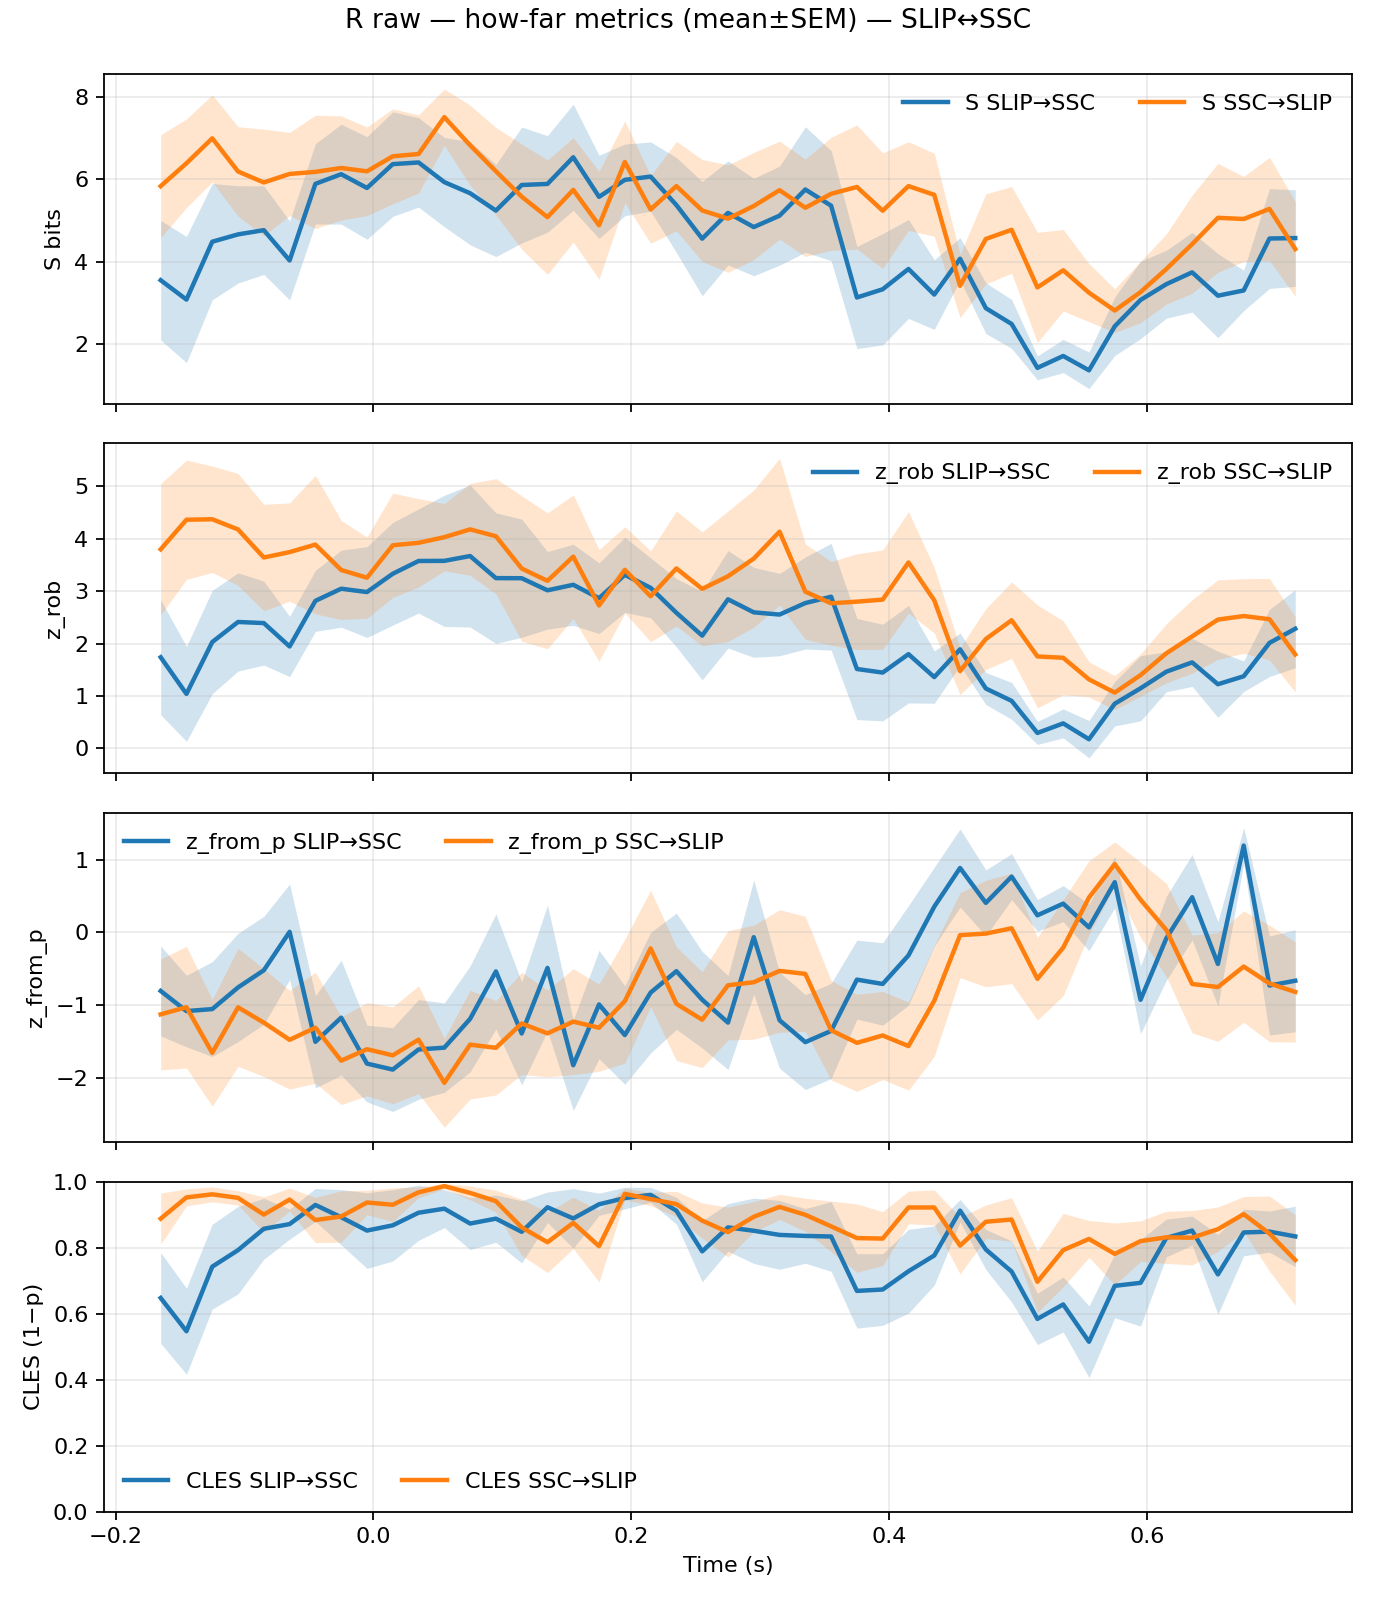 R raw — how-far metrics (mean±SEM) — SLIP↔SSC
S SLIP→SSC S SSC→SLIP
8
6
4
2
S bits
z_rob SLIP→SSC z_rob SSC→SLIP
5
4
3
2
1
0
z_rob
z_from_p SLIP→SSC z_from_p SSC→SLIP
1
0
−1
−2
z_from_p
1.0
0.8
0.6
0.4
0.2
0.0
CLES (1−p)
CLES SLIP→SSC CLES SSC→SLIP
−0.2 0.0 0.2 0.4 0.6
Time (s)